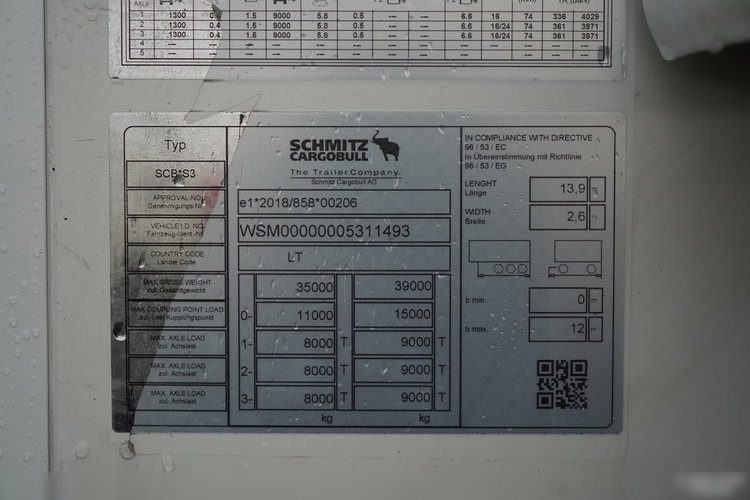 AXLE
1 1300 1.5 9000 5.8 0.5 --- --- 6.6 16 74 336 4029
2 1300 0.4 1.5 9000 5.8 0.5 --- --- 6.6 16/24 74 361 3971
3 1300 0.4 1.5 9000 5.8 0.5 --- --- 6.6 16/24 74 361 3971
4 --- --- --- --- --- --- --- --- --- --- --- --- ---
5 --- --- --- --- --- --- --- --- --- --- --- --- ---
Typ
SCB*S3
SCHMITZ
CARGOBULL
The Trailer Company.
Schmitz Cargobull AG
APPROVAL-NO.
Genehmigungs-Nr.
e1*2018/858*00206
VEHICLE I.D. NO.
Fahrzeug-Ident.-Nr.
WSM00000005311493
COUNTRY CODE
Länder Code
LT
MAX.GROSS WEIGHT
zul. Gesamtgewicht
35000 39000
MAX.COUPLING POINT LOAD
zul. Last Kupplungspunkt
0- 11000 15000
MAX. AXLE LOAD
zul. Achslast
1- 8000 T 9000 T
MAX. AXLE LOAD
zul. Achslast
2- 8000 T 9000 T
MAX. AXLE LOAD
zul. Achslast
3- 8000 T 9000 T
kg kg
IN COMPLIANCE WITH DIRECTIVE
96 / 53 / EC
In Übereinstimmung mit Richtlinie
96 / 53 / EG
LENGHT
Länge
13,9 m
WIDTH
Breite
2,6 m
b min. 0 m
b max. 12 m